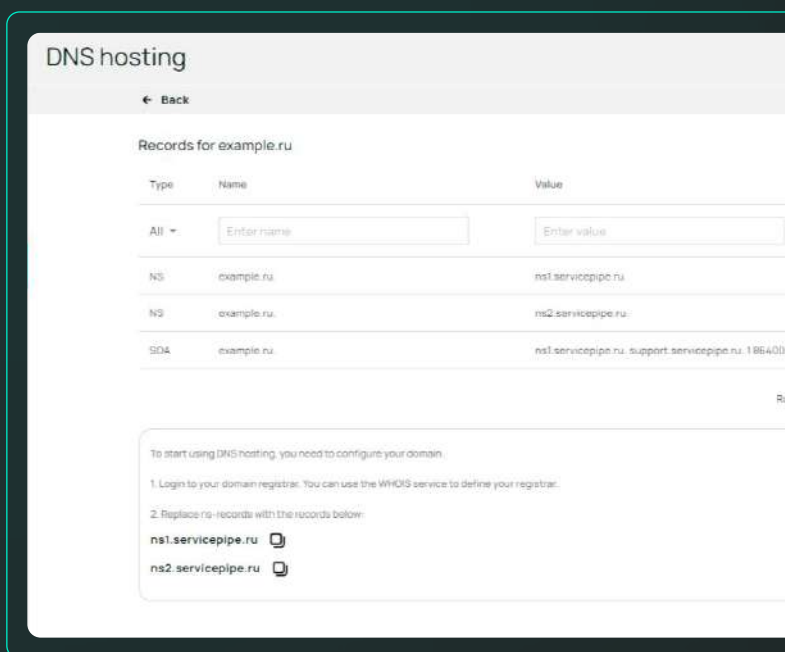 DNS hosting
← Back
Records for example.ru
Type Name Value
All Enter name Enter value
NS example.ru. ns1.servicepipe.ru.
NS example.ru. ns2.servicepipe.ru.
SOA example.ru. ns1.servicepipe.ru. support.servicepipe.ru. 1 86400
To start using DNS hosting, you need to configure your domain.
1. Login to your domain registrar. You can use the WHOIS service to define your registrar.
2. Replace ns-records with the records below:
ns1.servicepipe.ru
ns2.servicepipe.ru